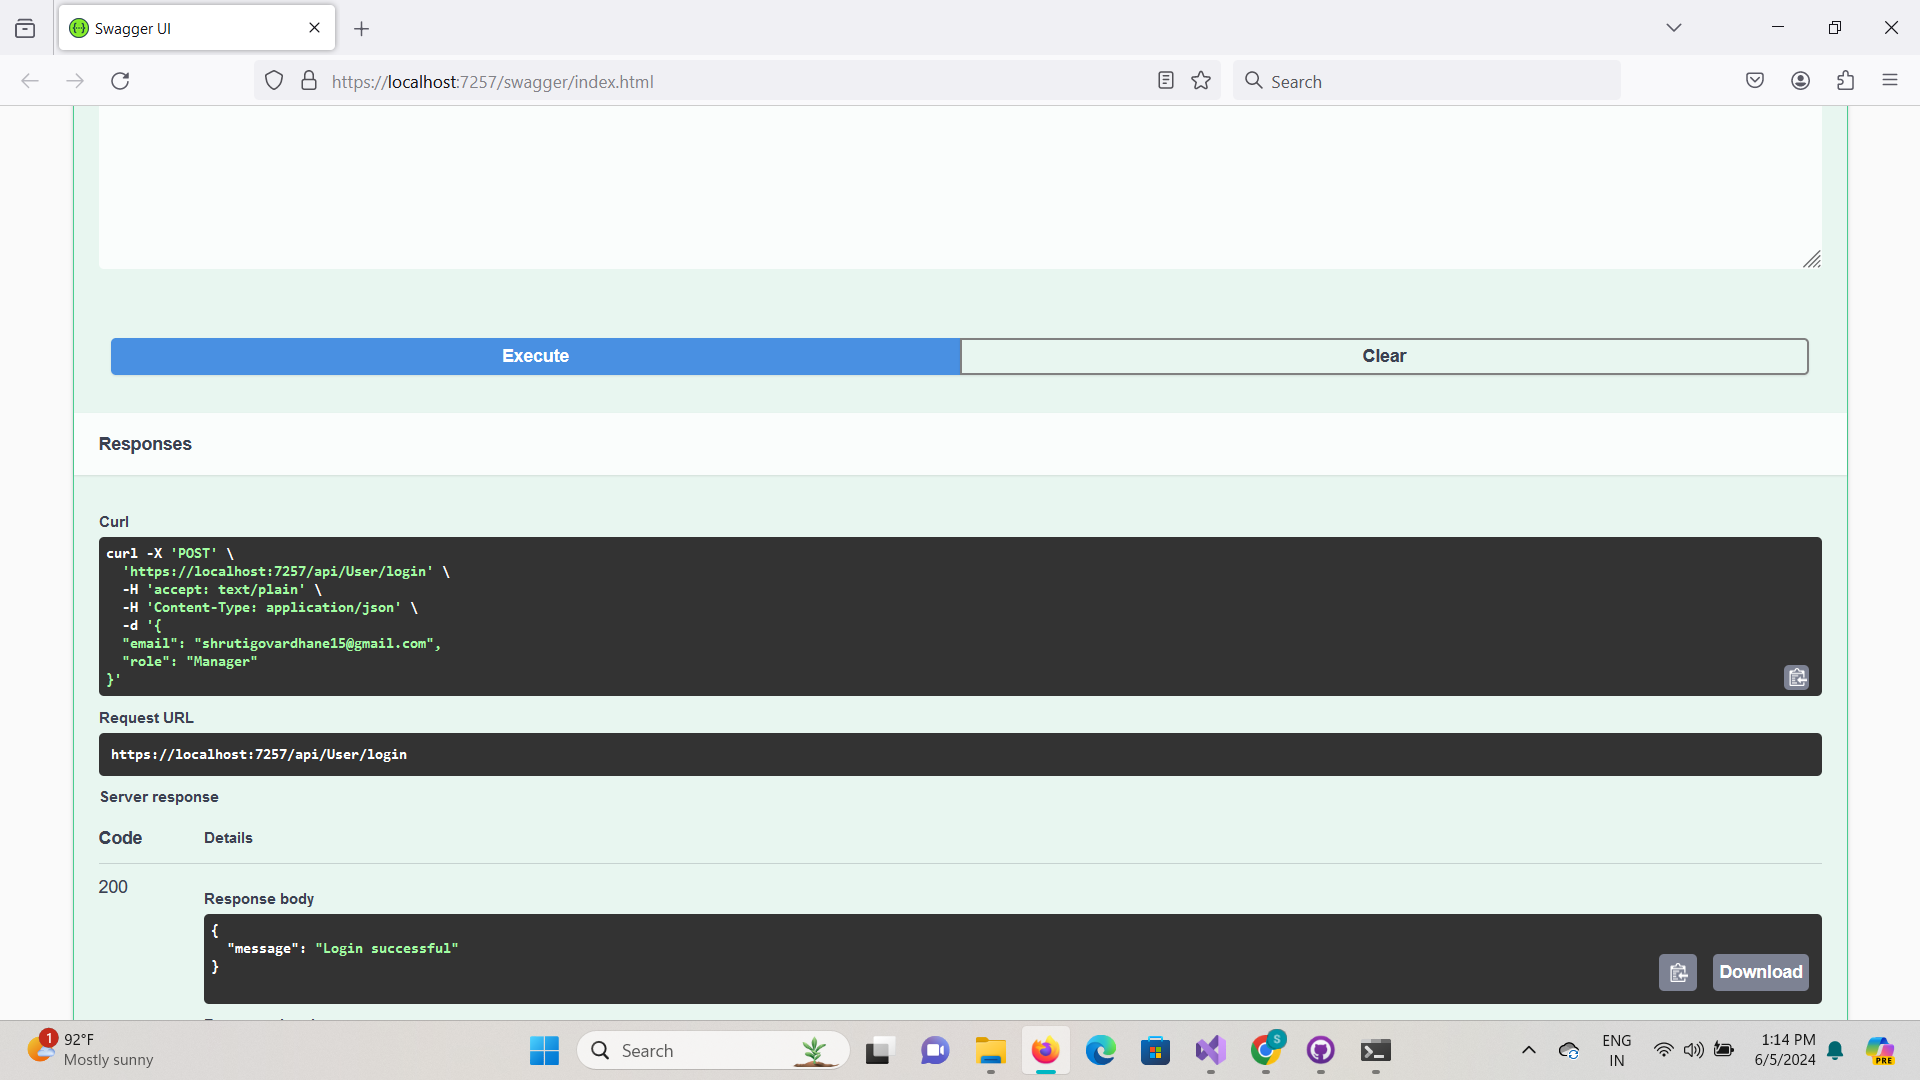 Swagger UI
https://localhost:7257/swagger/index.html
Search
Execute
Clear
Responses
Curl
curl -X 'POST' \
'https://localhost:7257/api/User/login' \
-H 'accept: text/plain' \
-H 'Content-Type: application/json' \
-d '{
"email": "shrutigovardhane15@gmail.com",
"role": "Manager"
}'
Request URL
https://localhost:7257/api/User/login
Server response
Code
Details
200
Response body
{
"message": "Login successful"
}
Download
1
92°F
Mostly sunny
Search
S
ENG
IN
1:14 PM
6/5/2024
PRE